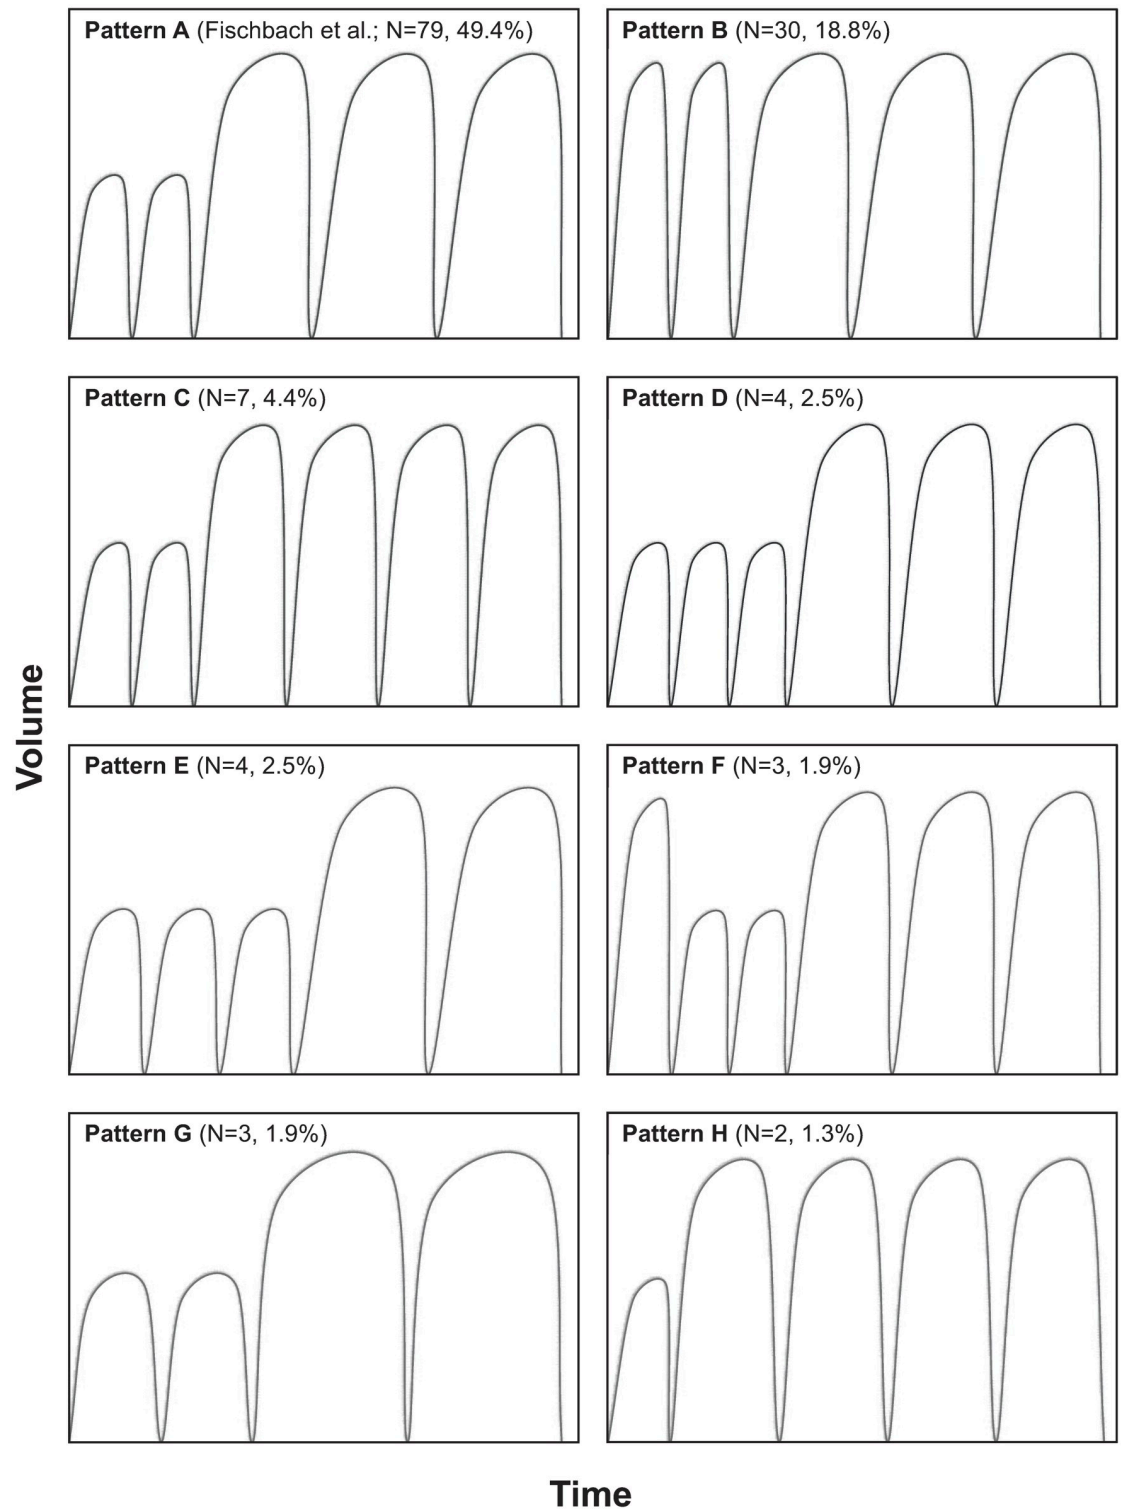 Pattern A (Fischbach et al.; N=79, 49.4%)
Pattern B (N=30, 18.8%)
Pattern C (N=7, 4.4%)
Pattern D (N=4, 2.5%)
Volume
Pattern E (N=4, 2.5%)
Pattern F (N=3, 1.9%)
Pattern G (N=3, 1.9%)
Pattern H (N=2, 1.3%)
Time